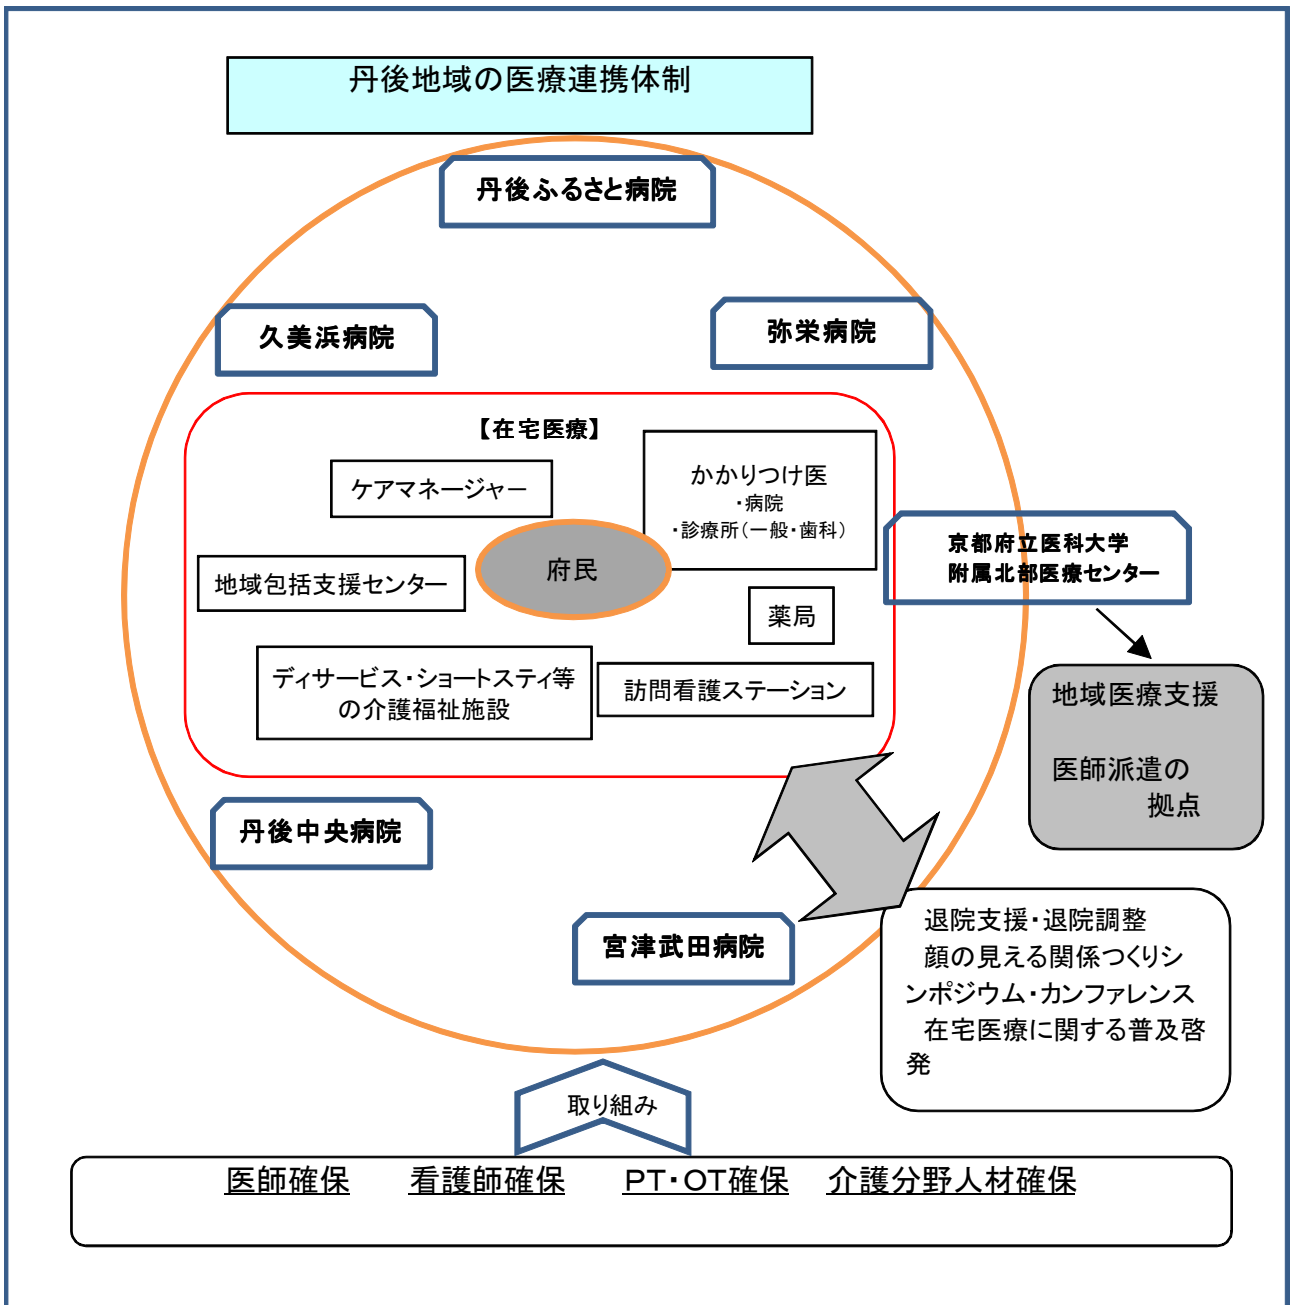 丹後地域の医療連携体制
丹後ふるさと病院
久美浜病院
弥栄病院
【在宅医療】
ケアマネージャー
かかりつけ医
・病院
・診療所（一般・歯科）
府民
京都府立医科大学
附属北部医療センター
地域包括支援センター
薬局
ディサービス・ショートスティ等
の介護福祉施設
訪問看護ステーション
地域医療支援
医師派遣の
拠点
丹後中央病院
宮津武田病院
退院支援・退院調整
顔の見える関係つくりシ
ンポジウム・カンファレンス
在宅医療に関する普及啓
発
取り組み
医師確保 看護師確保 ＰＴ・ＯＴ確保 介護分野人材確保